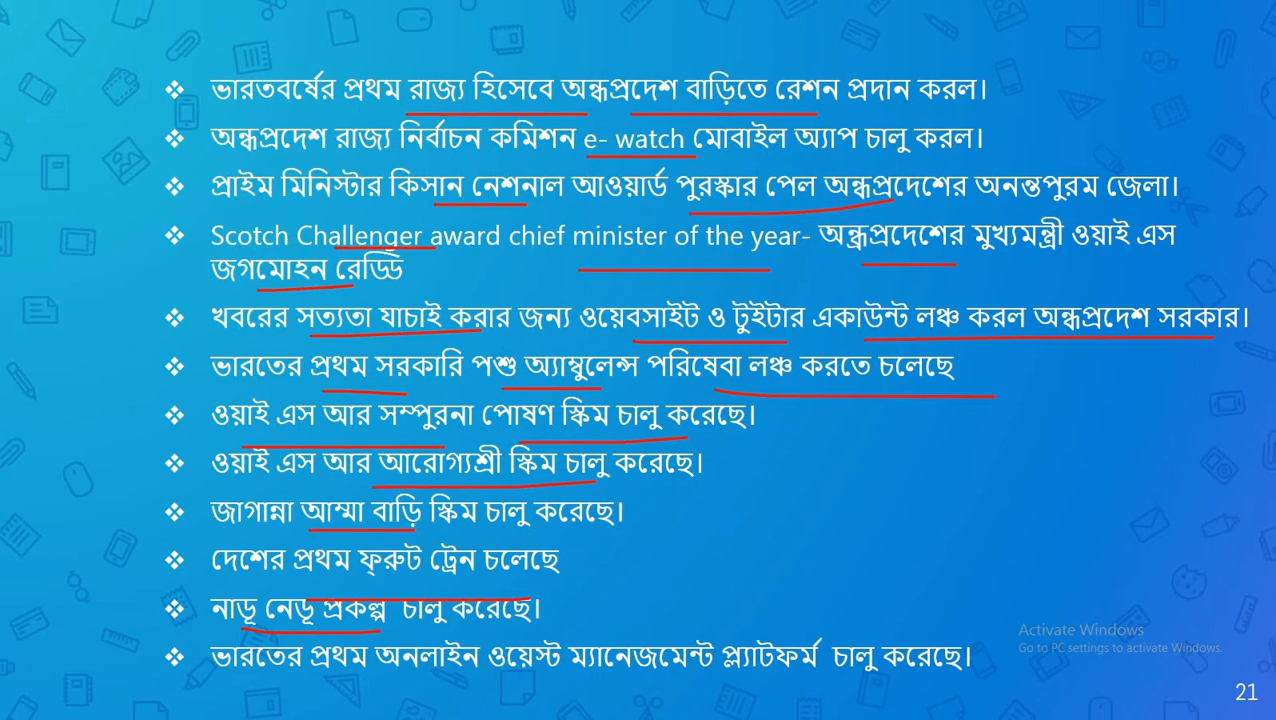 ❖ ভারতবর্ষের প্রথম রাজ্য হিসেবে অন্ধপ্রদেশ বাড়িতে রেশন প্রদান করল।
❖ অন্ধপ্রদেশ রাজ্য নির্বাচন কমিশন e- watch মোবাইল অ্যাপ চালু করল।
❖ প্রাইম মিনিস্টার কিসান নেশনাল আওয়ার্ড পুরস্কার পেল অন্ধপ্রদেশের অনন্তপুরম জেলা।
❖ Scotch Challenger award chief minister of the year- অন্ধ্রপ্রদেশের মুখ্যমন্ত্রী ওয়াই এস
জগমোহন রেড্ডি
❖ খবরের সত্যতা যাচাই করার জন্য ওয়েবসাইট ও টুইটার একাউন্ট লঞ্চ করল অন্ধপ্রদেশ সরকার।
❖ ভারতের প্রথম সরকারি পশু অ্যাম্বুলেন্স পরিষেবা লঞ্চ করতে চলেছে
❖ ওয়াই এস আর সম্পুরনা পোষণ স্কিম চালু করেছে।
❖ ওয়াই এস আর আরোগ্যশ্রী স্কিম চালু করেছে।
❖ জাগান্না আম্মা বাড়ি স্কিম চালু করেছে।
❖ দেশের প্রথম ফ্রুট ট্রেন চলেছে
❖ নাডূ নেডূ প্রকল্প চালু করেছে।
❖ ভারতের প্রথম অনলাইন ওয়েস্ট ম্যানেজমেন্ট প্ল্যাটফর্ম চালু করেছে।
Activate Windows
Go to PC settings to activate Windows.
21